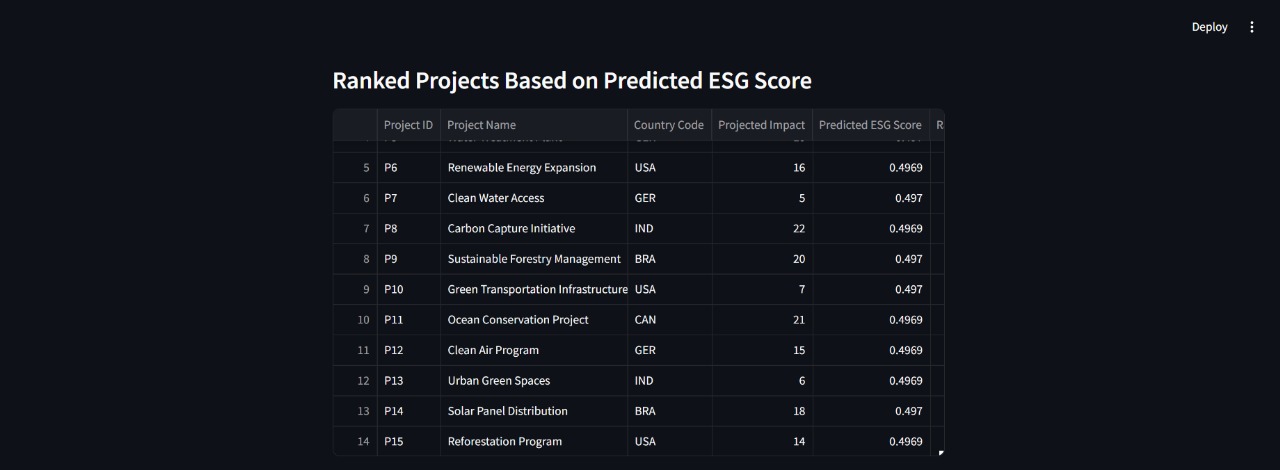 Deploy
Ranked Projects Based on Predicted ESG Score
Project ID Project Name Country Code Projected Impact Predicted ESG Score R
5 P6 Renewable Energy Expansion USA 16 0.4969
6 P7 Clean Water Access GER 5 0.497
7 P8 Carbon Capture Initiative IND 22 0.4969
8 P9 Sustainable Forestry Management BRA 20 0.497
9 P10 Green Transportation Infrastructure USA 7 0.497
10 P11 Ocean Conservation Project CAN 21 0.4969
11 P12 Clean Air Program GER 15 0.4969
12 P13 Urban Green Spaces IND 6 0.4969
13 P14 Solar Panel Distribution BRA 18 0.497
14 P15 Reforestation Program USA 14 0.4969